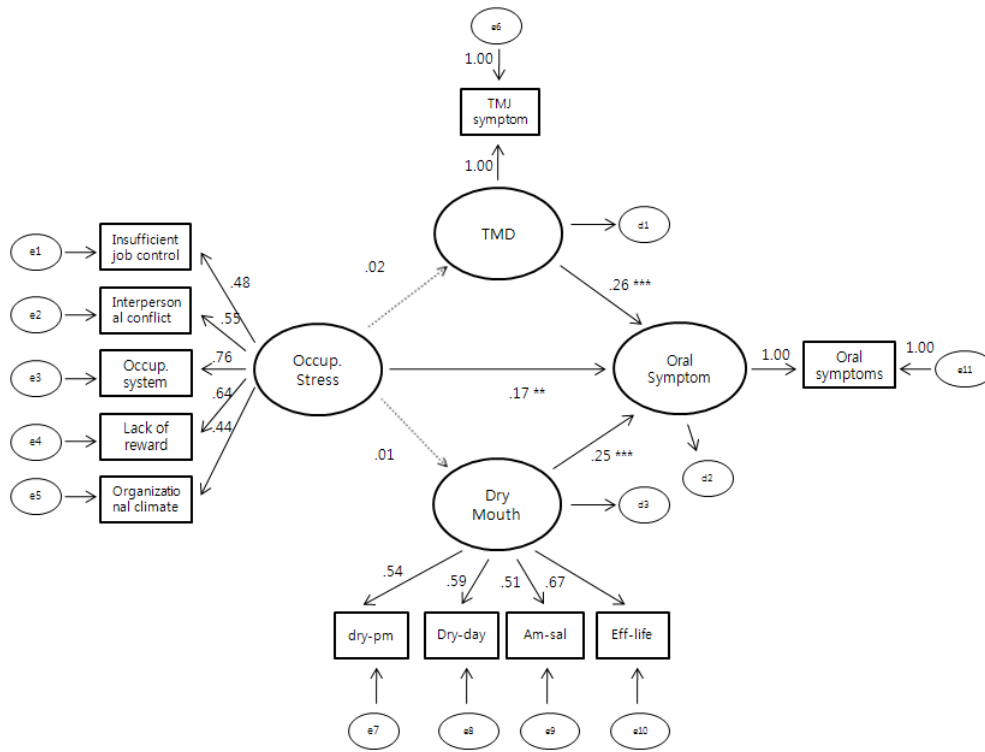 e6
1.00
TMJ
symptom
1.00
TMD
d1
e1
Insufficient
job control
.48
.02
.26 ***
e2
Interperson
al conflict
.55
e3
Occup.
system
.76
Occup.
Stress
.17 **
Oral
Symptom
1.00
Oral
symptoms
1.00
e11
e4
Lack of
reward
.64
.44
.01
.25 ***
d2
e5
Organizatio
nal climate
Dry
Mouth
d3
.54
.59
.51
.67
dry-pm
Dry-day
Am-sal
Eff-life
e7
e8
e9
e10